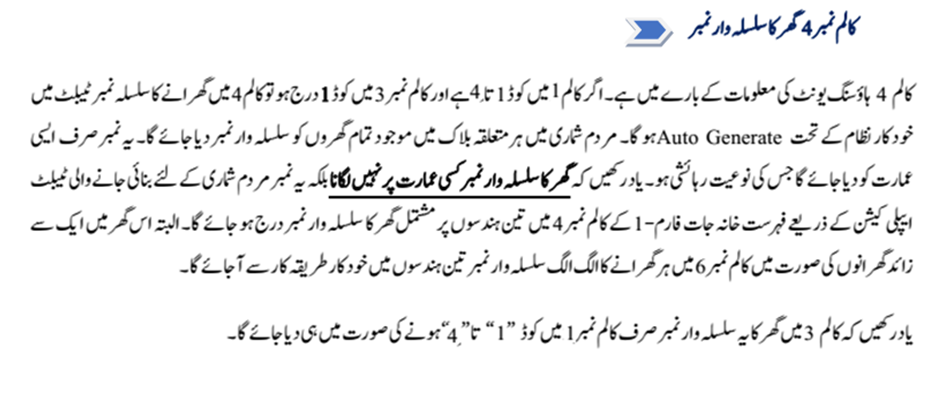 کالم نمبر 4 گھر کا سلسلہ وار نمبر
کالم 4 ہاؤسنگ یونٹ کی معلومات کے بارے میں ہے۔ اگر کالم 1 میں کوڈ 1 تا 4 ہے اور کالم نمبر 3 میں کوڈ 1 درج ہو تو کالم 4 میں گھرانے کا سلسلہ نمبر ٹیبلٹ میں
خود کار نظام کے تحت Auto Generate ہو گا۔ مردم شماری میں ہر متعلقہ بلاک میں موجود تمام گھروں کو سلسلہ وار نمبر دیا جائے گا۔ یہ نمبر صرف ایسی
عمارت کو دیا جائے گا جس کی نوعیت رہائشی ہو۔ یاد رکھیں کہ گھر کا سلسلہ وار نمبر کسی عمارت پر نہیں لگانا بلکہ یہ نمبر مردم شماری کے لئے بنائی جانے والی ٹیبلٹ
ایپلی کیشن کے ذریعے فہرست خانہ جات فارم-1 کے کالم نمبر 4 میں تین ہندسوں پر مشتمل گھر کا سلسلہ وار نمبر درج ہو جائے گا۔ البتہ اس گھر میں ایک سے
زائد گھرانوں کی صورت میں کالم نمبر 6 میں ہر گھرانے کا الگ الگ سلسلہ وار نمبر تین ہندسوں میں خود کار طریقہ کار سے آ جائے گا۔
یاد رکھیں کہ کالم 3 میں گھر کا یہ سلسلہ وار نمبر صرف کالم نمبر 1 میں کوڈ ”1“ تا ”4“ ہونے کی صورت میں ہی دیا جائے گا۔